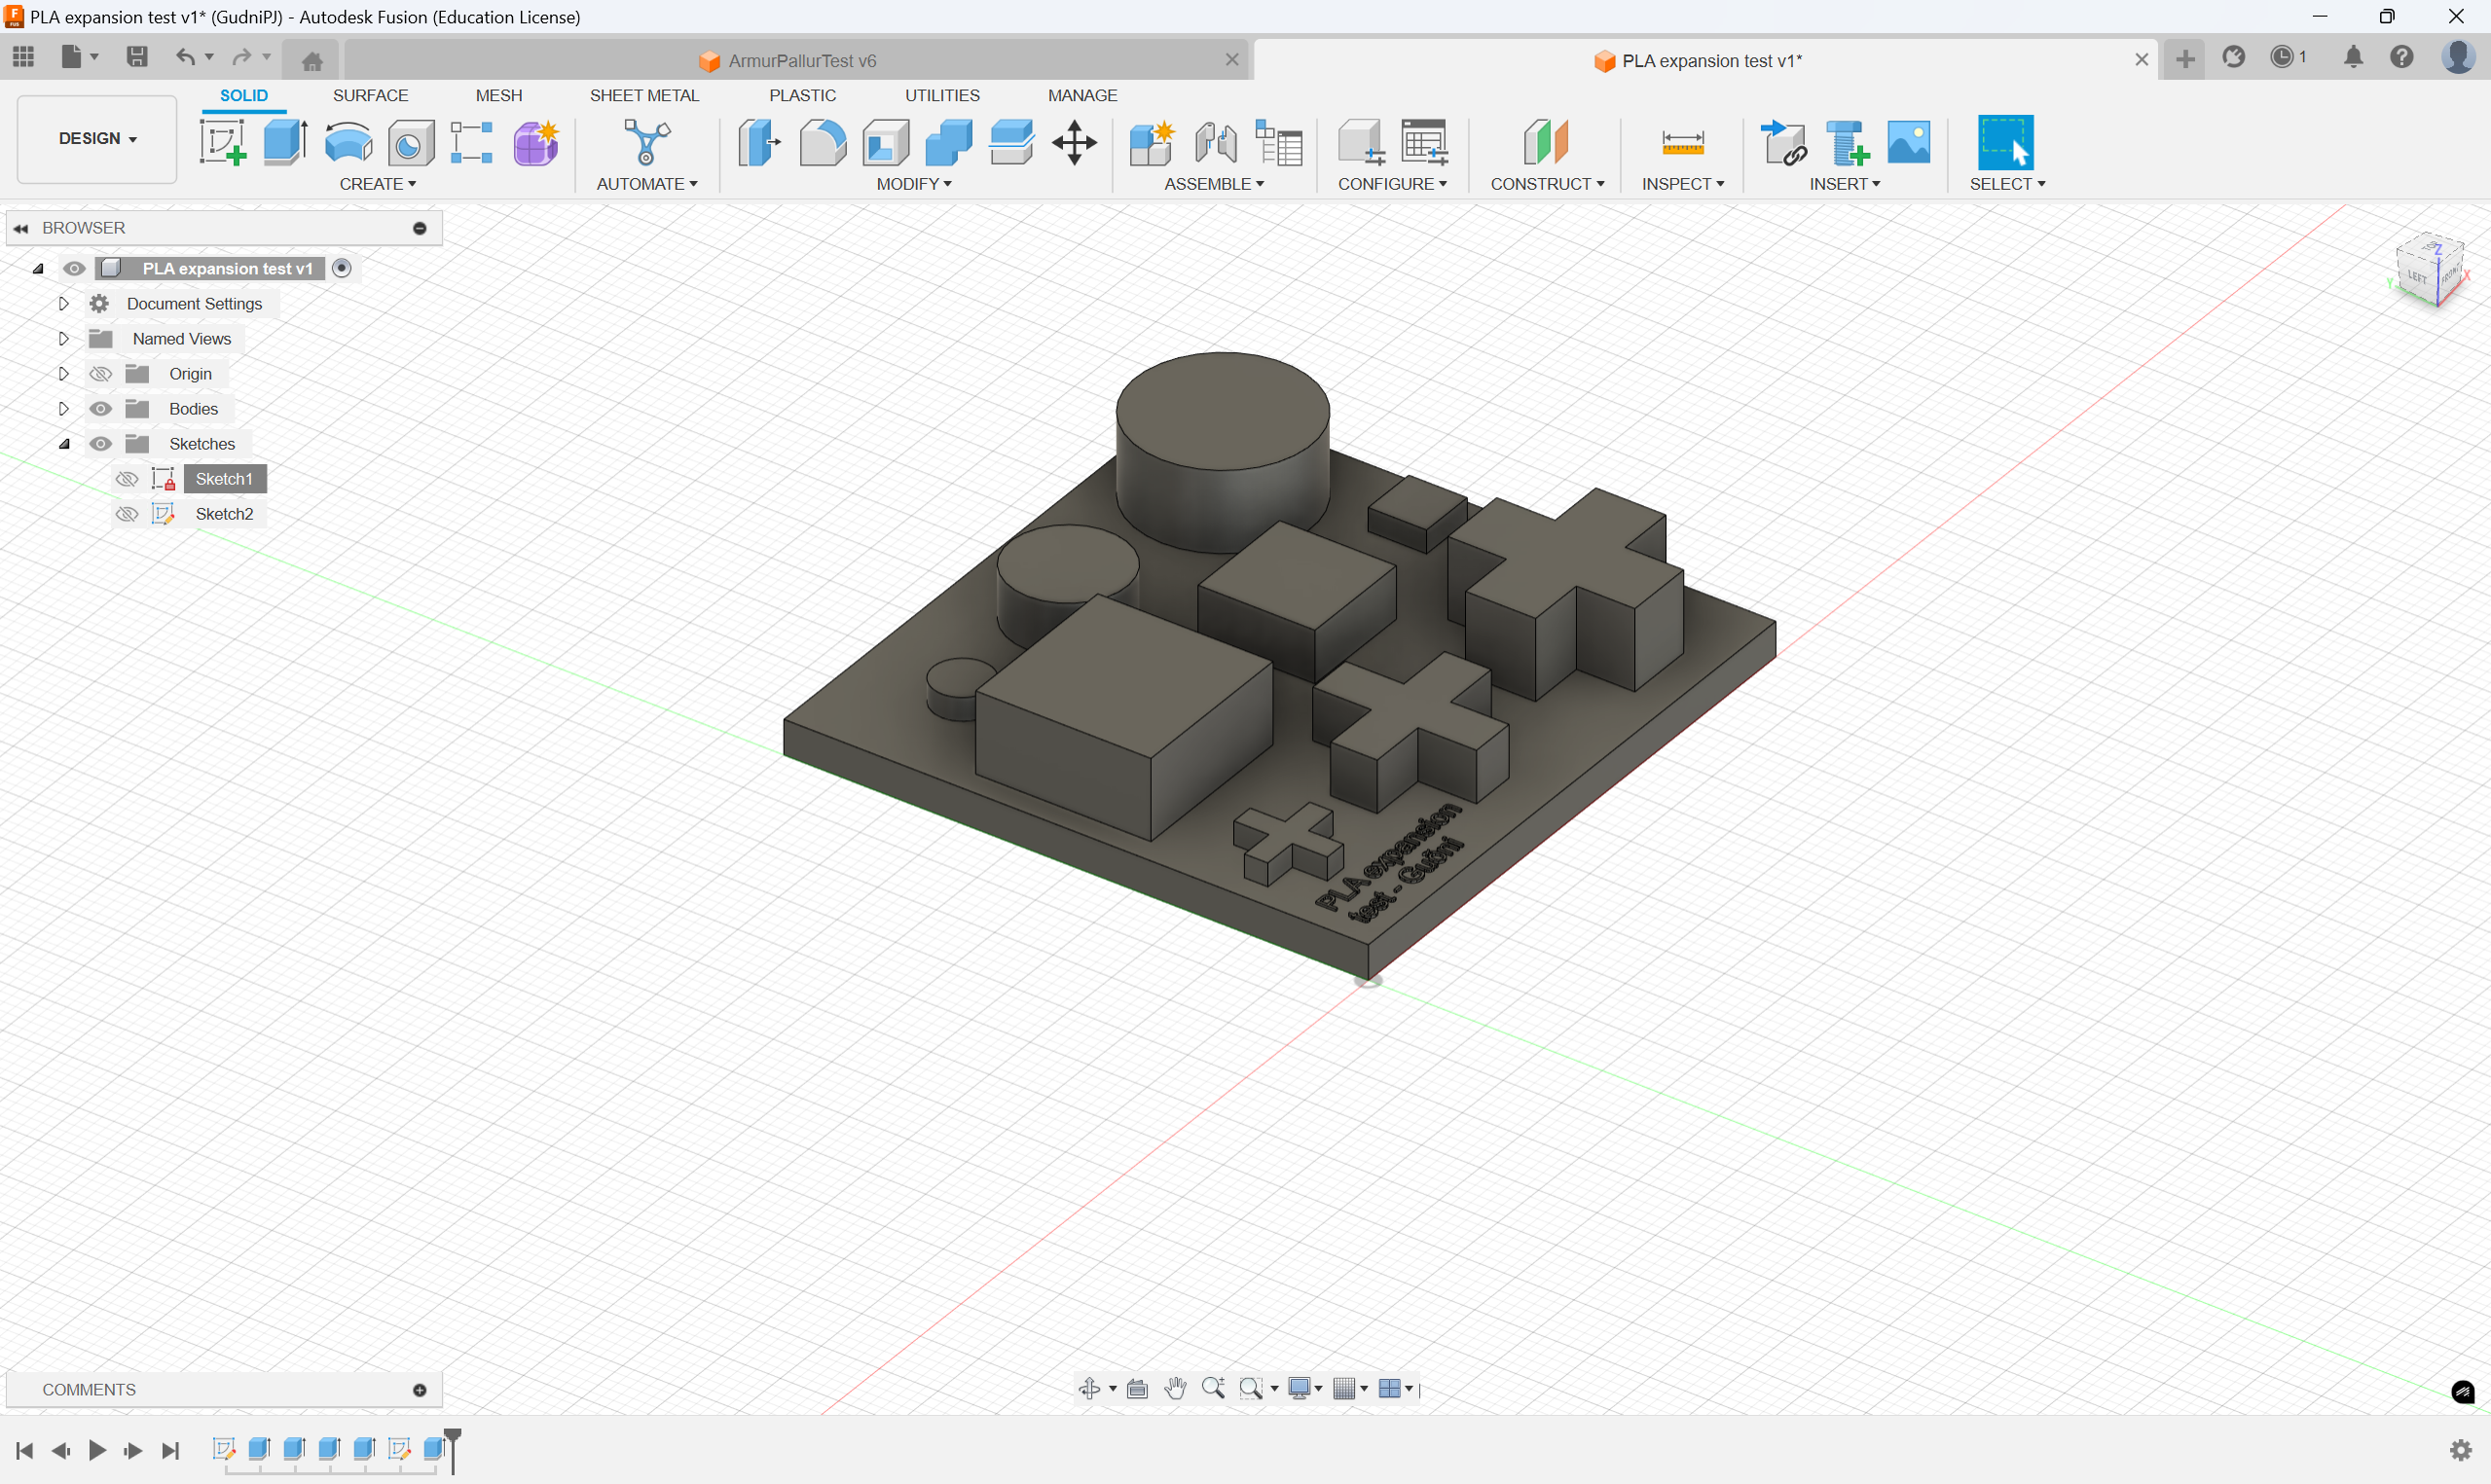 PLA expansion test v1* (GudniPJ) - Autodesk Fusion (Education License)
ArmurPallurTest v6
PLA expansion test v1*
1
DESIGN
SOLID
SURFACE
MESH
SHEET METAL
PLASTIC
UTILITIES
MANAGE
CREATE
AUTOMATE
MODIFY
ASSEMBLE
CONFIGURE
CONSTRUCT
INSPECT
INSERT
SELECT
BROWSER
PLA expansion test v1
Document Settings
Named Views
Origin
Bodies
Sketches
Sketch1
Sketch2
Z
LEFT
FRONT
X
Y
PLA expansion
test - Guðni
COMMENTS